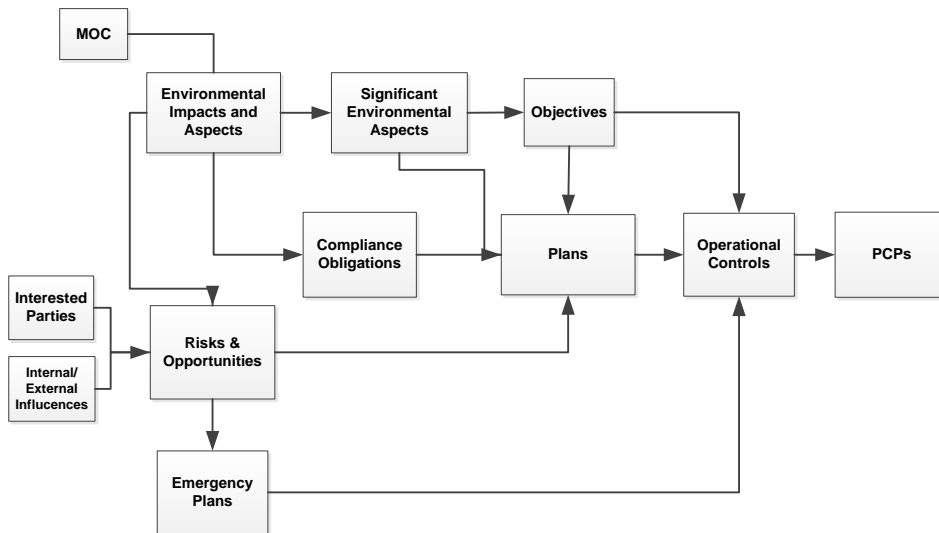 MOC
Environmental
Impacts and
Aspects
Significant
Environmental
Aspects
Objectives
Compliance
Obligations
Plans
Operational
Controls
PCPs
Interested
Parties
Risks &
Opportunities
Internal/
External
Influcences
Emergency
Plans